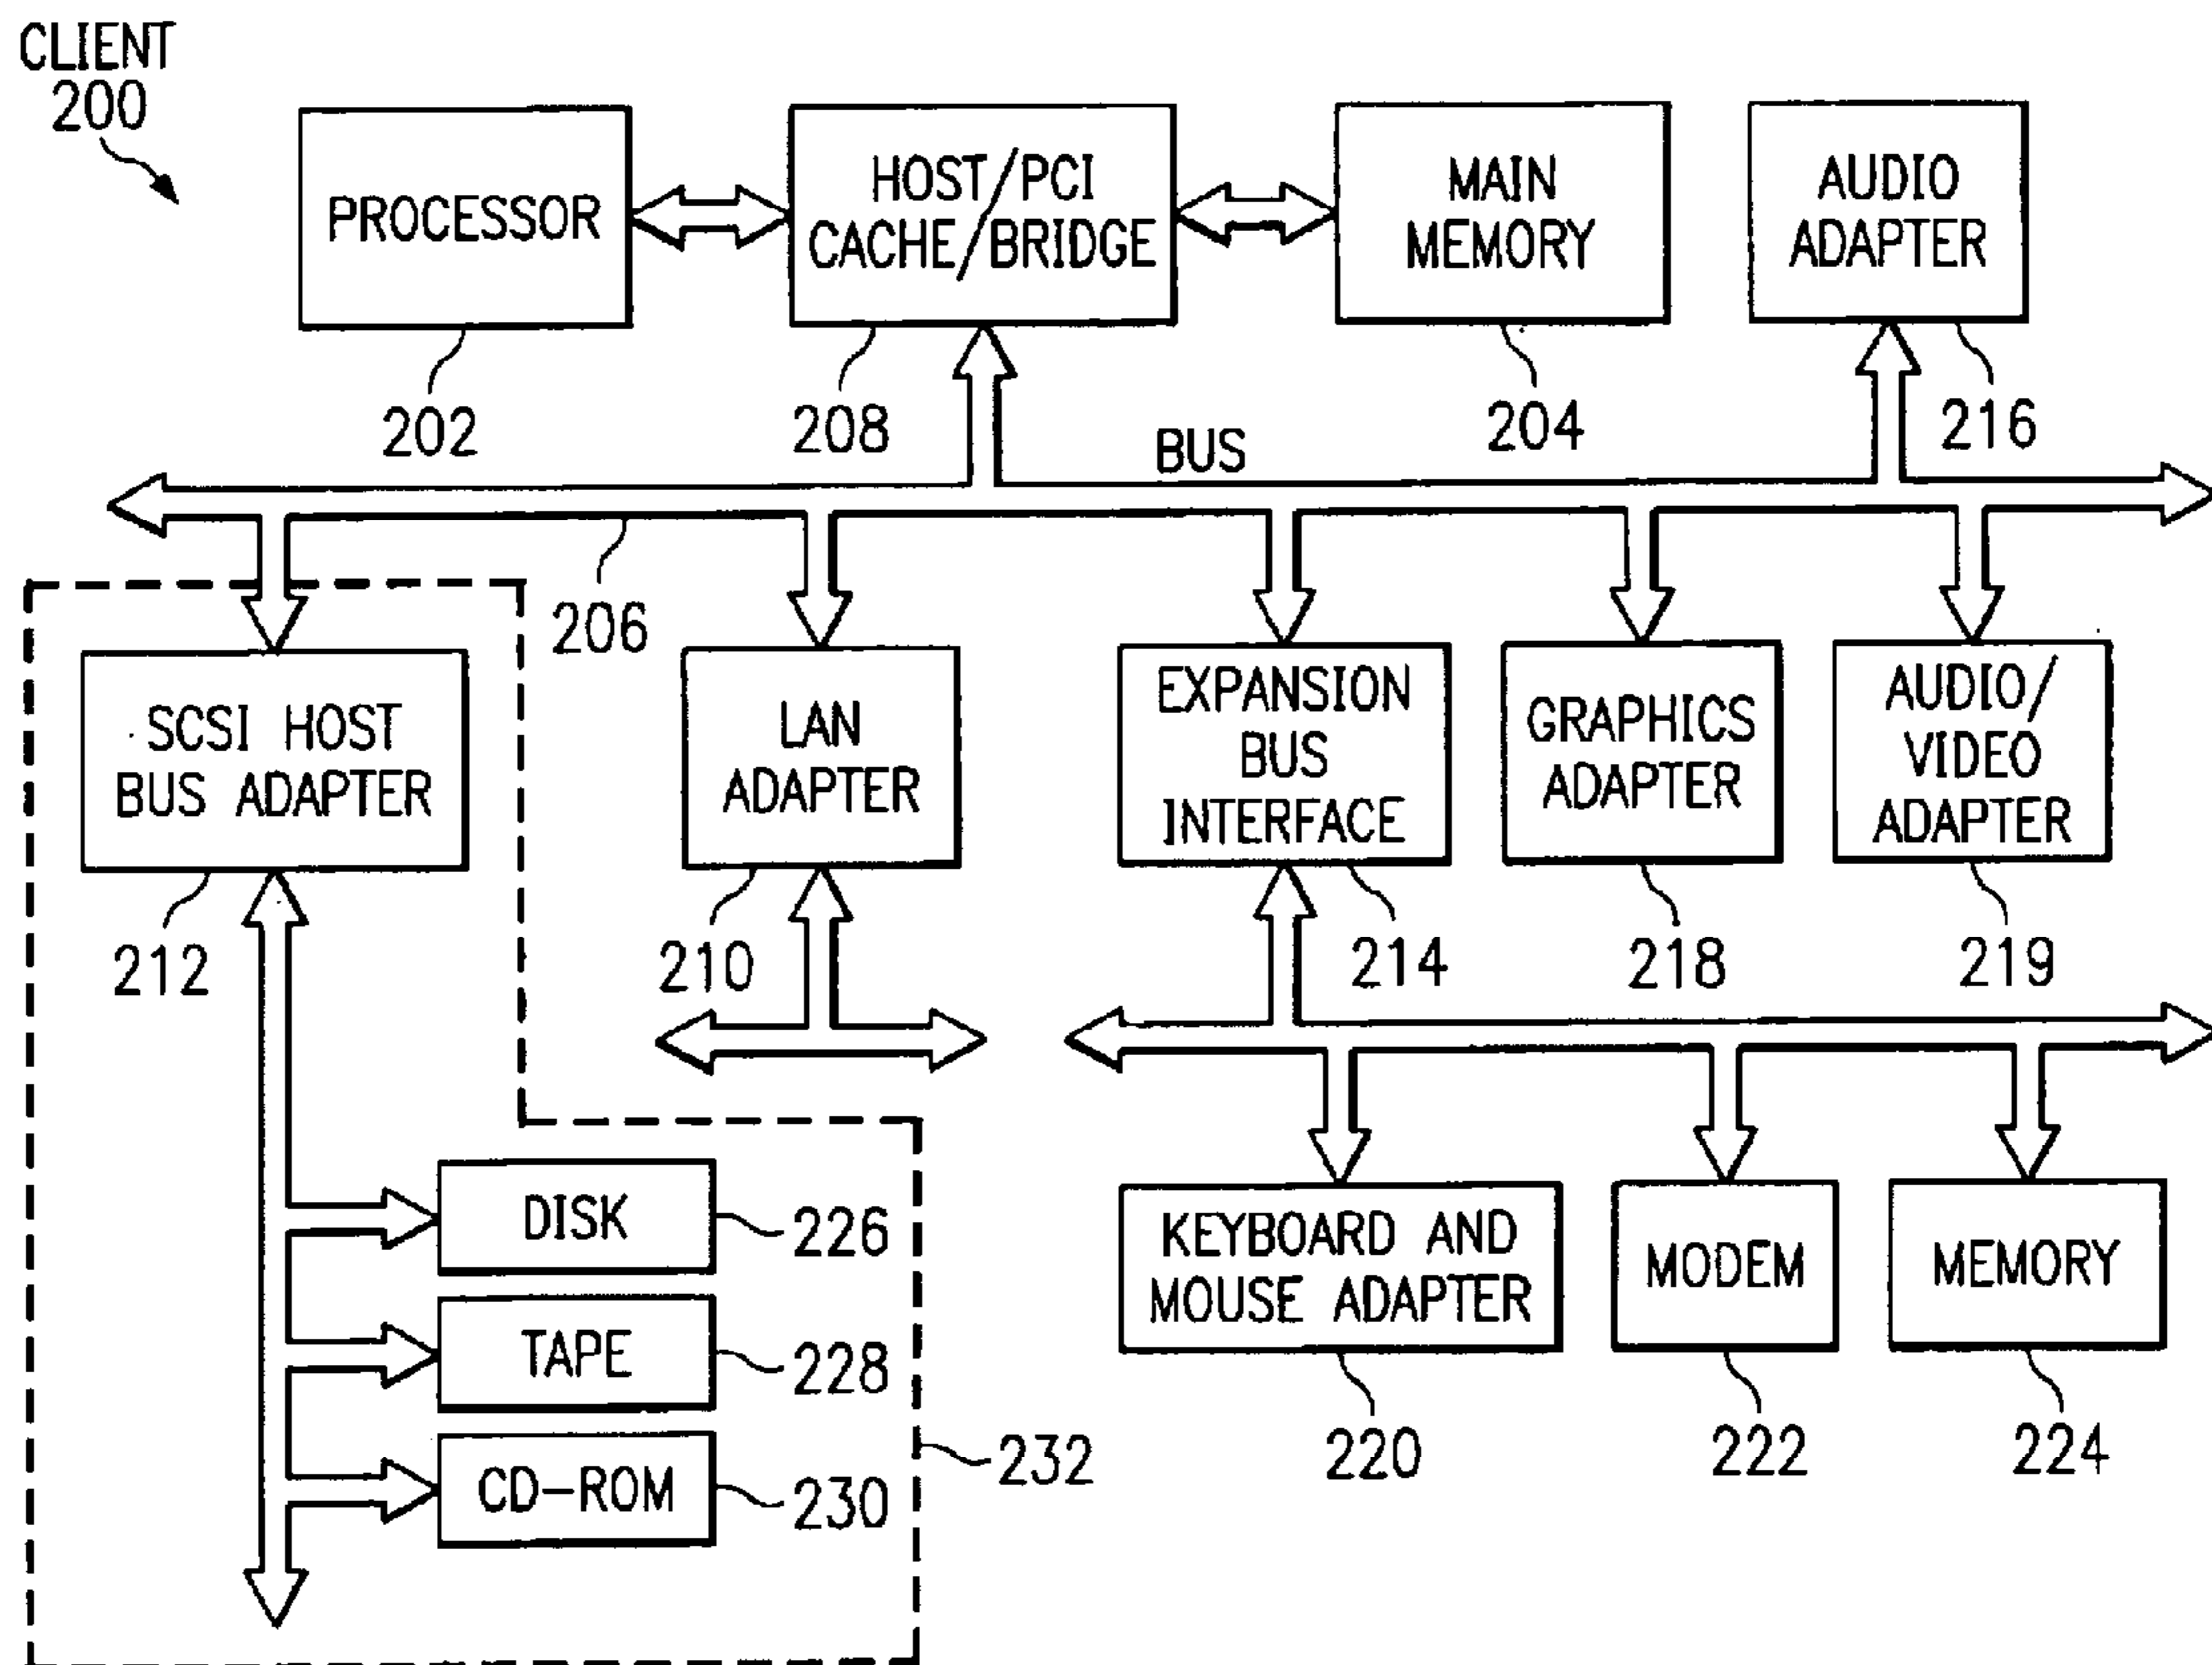 CLIENT
200
PROCESSOR
HOST/PCI
CACHE/BRIDGE
MAIN
MEMORY
AUDIO
ADAPTER
202
208
204
216
BUS
206
SCSI HOST
BUS ADAPTER
LAN
ADAPTER
EXPANSION
BUS
INTERFACE
GRAPHICS
ADAPTER
AUDIO/
VIDEO
ADAPTER
212
210
214
218
219
DISK
226
TAPE
228
CD-ROM
230
232
KEYBOARD AND
MOUSE ADAPTER
MODEM
MEMORY
220
222
224